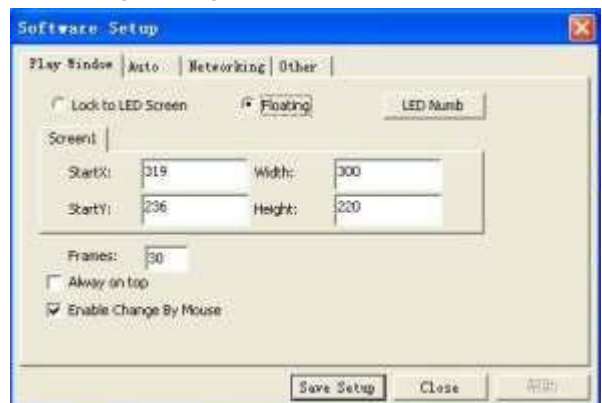 Software Setup
Play Window Auto Networking Other
Lock to LED Screen Floating LED Numb
Screen1
StartX: 319 Width: 300
StartY: 236 Height: 220
Frames: 30
Alway on top
Enable Change By Mouse
Save Setup Close